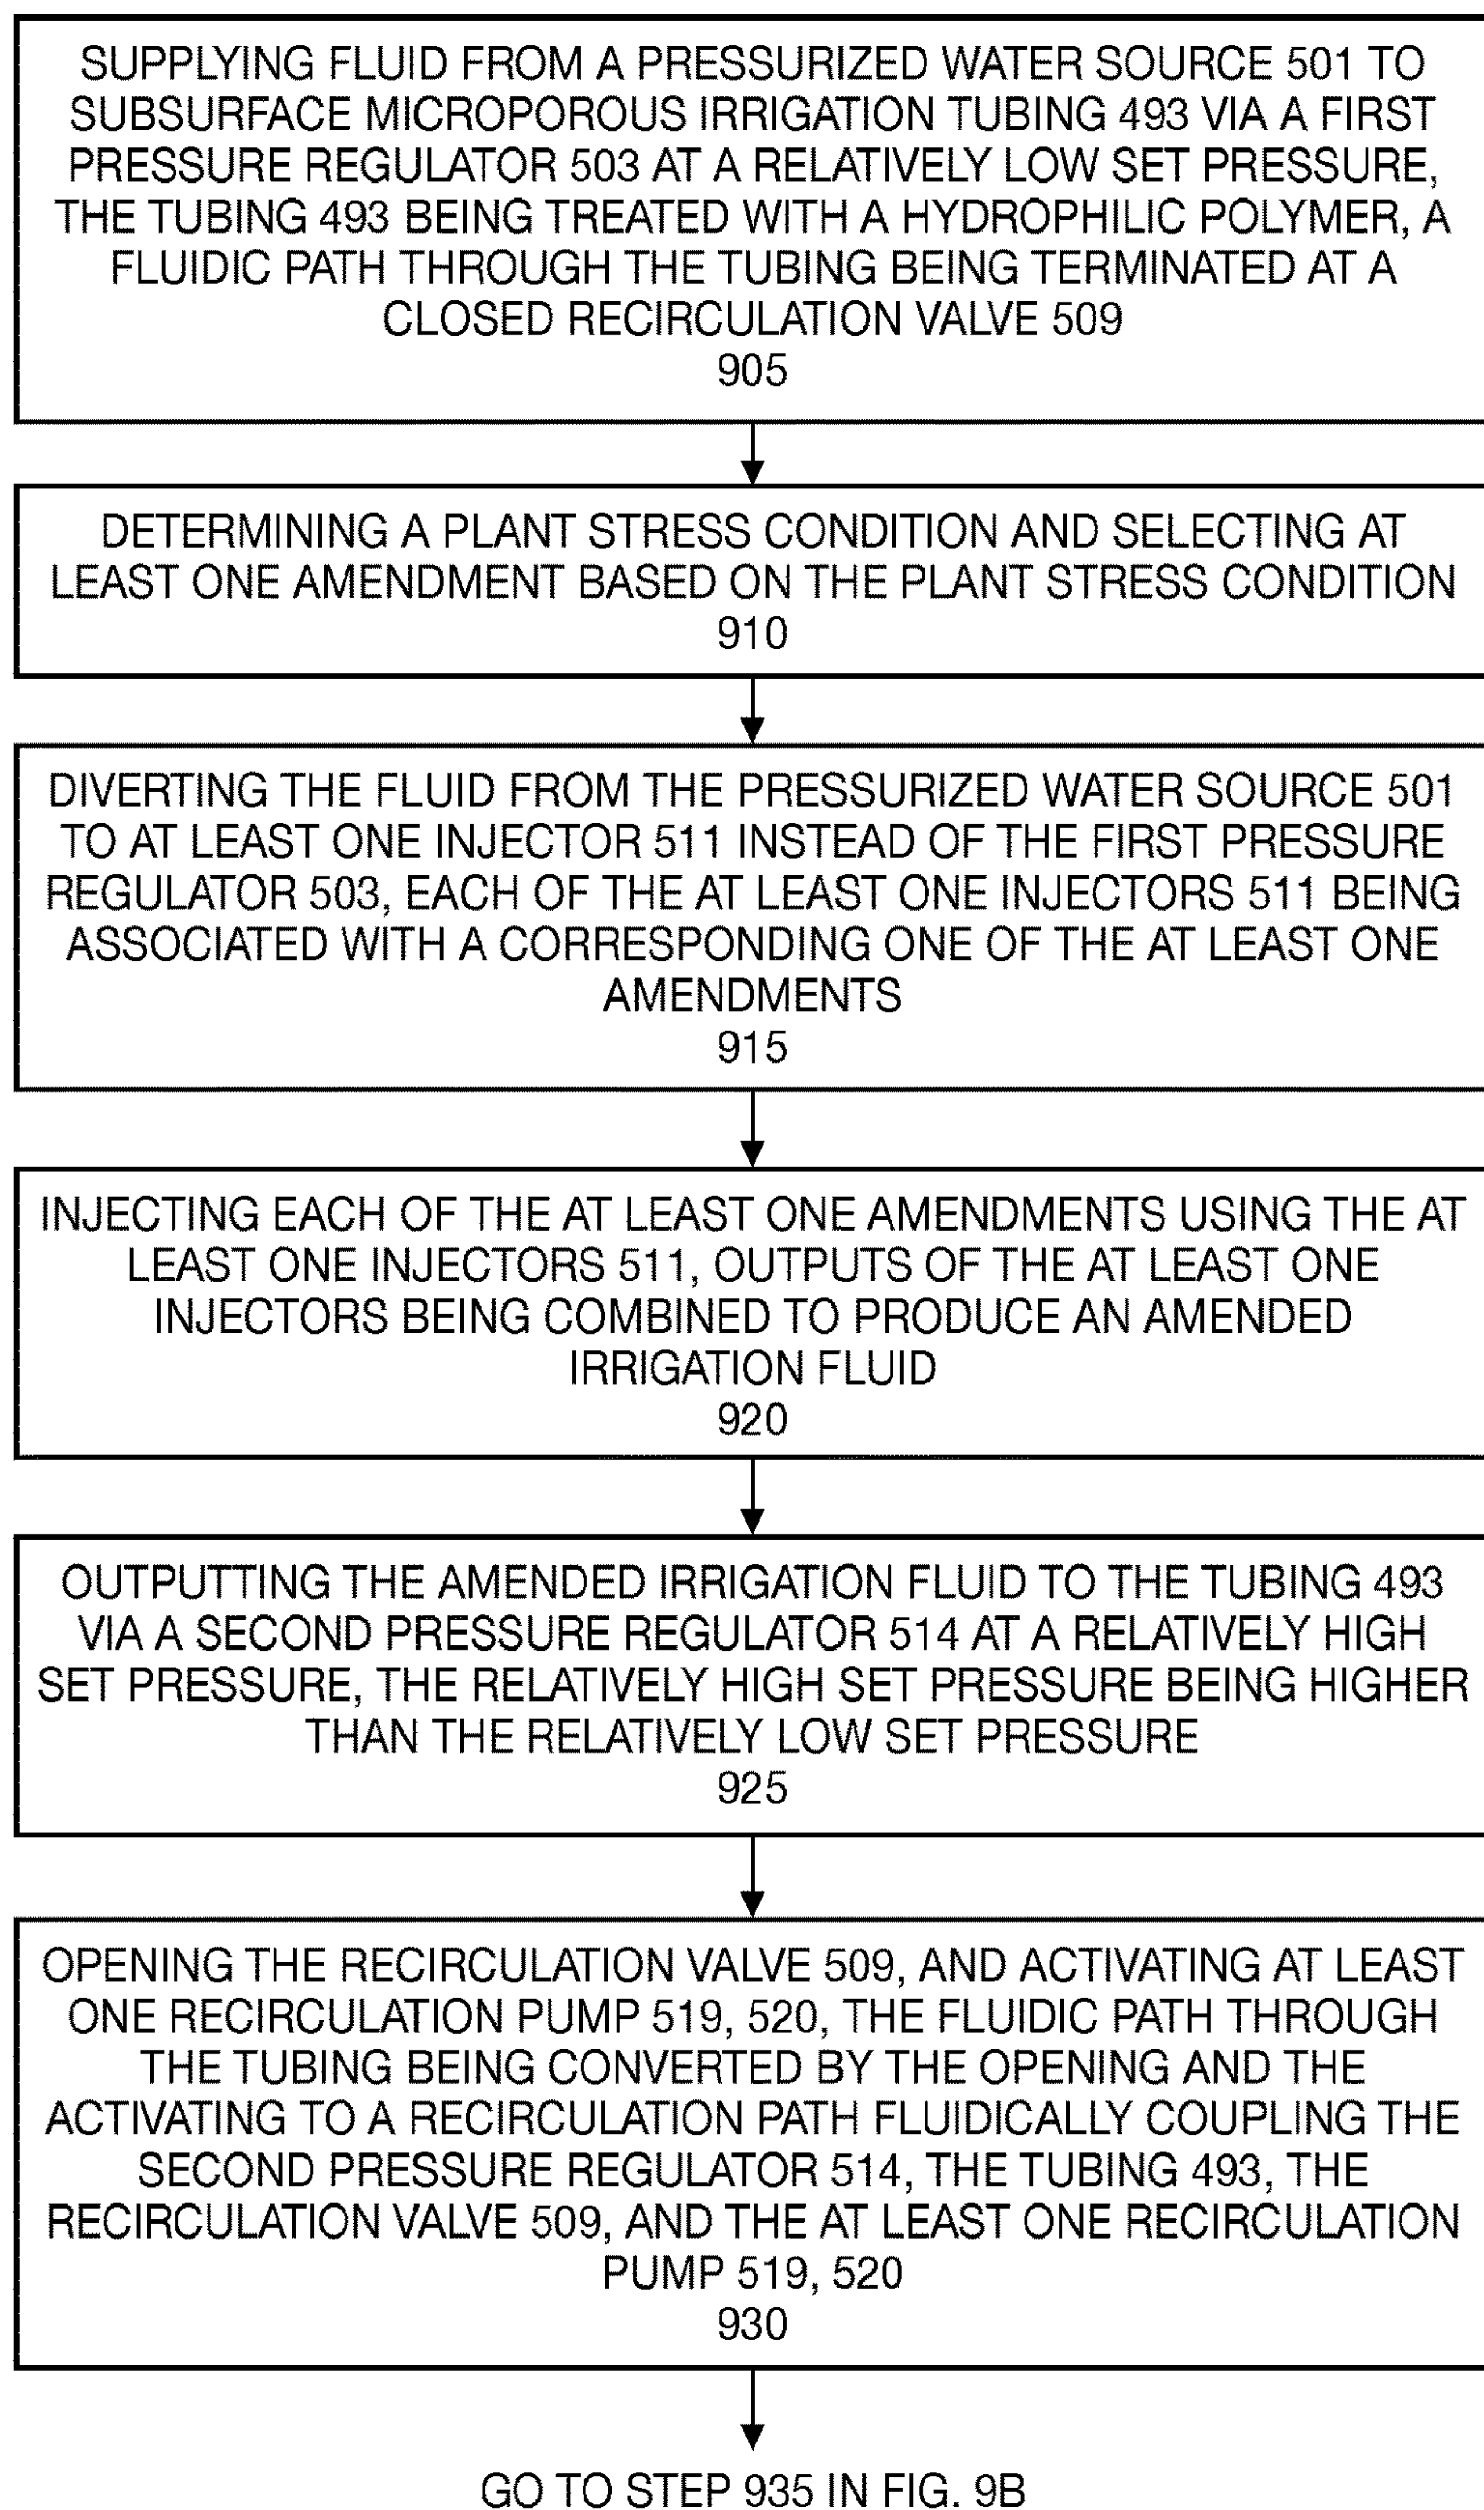 SUPPLYING FLUID FROM A PRESSURIZED WATER SOURCE 501 TO
SUBSURFACE MICROPOROUS IRRIGATION TUBING 493 VIA A FIRST
PRESSURE REGULATOR 503 AT A RELATIVELY LOW SET PRESSURE,
THE TUBING 493 BEING TREATED WITH A HYDROPHILIC POLYMER, A
FLUIDIC PATH THROUGH THE TUBING BEING TERMINATED AT A
CLOSED RECIRCULATION VALVE 509
905
DETERMINING A PLANT STRESS CONDITION AND SELECTING AT
LEAST ONE AMENDMENT BASED ON THE PLANT STRESS CONDITION
910
DIVERTING THE FLUID FROM THE PRESSURIZED WATER SOURCE 501
TO AT LEAST ONE INJECTOR 511 INSTEAD OF THE FIRST PRESSURE
REGULATOR 503, EACH OF THE AT LEAST ONE INJECTORS 511 BEING
ASSOCIATED WITH A CORRESPONDING ONE OF THE AT LEAST ONE
AMENDMENTS
915
INJECTING EACH OF THE AT LEAST ONE AMENDMENTS USING THE AT
LEAST ONE INJECTORS 511, OUTPUTS OF THE AT LEAST ONE
INJECTORS BEING COMBINED TO PRODUCE AN AMENDED
IRRIGATION FLUID
920
OUTPUTTING THE AMENDED IRRIGATION FLUID TO THE TUBING 493
VIA A SECOND PRESSURE REGULATOR 514 AT A RELATIVELY HIGH
SET PRESSURE, THE RELATIVELY HIGH SET PRESSURE BEING HIGHER
THAN THE RELATIVELY LOW SET PRESSURE
925
OPENING THE RECIRCULATION VALVE 509, AND ACTIVATING AT LEAST
ONE RECIRCULATION PUMP 519, 520, THE FLUIDIC PATH THROUGH
THE TUBING BEING CONVERTED BY THE OPENING AND THE
ACTIVATING TO A RECIRCULATION PATH FLUIDICALLY COUPLING THE
SECOND PRESSURE REGULATOR 514, THE TUBING 493, THE
RECIRCULATION VALVE 509, AND THE AT LEAST ONE RECIRCULATION
PUMP 519, 520
930
GO TO STEP 935 IN FIG. 9B